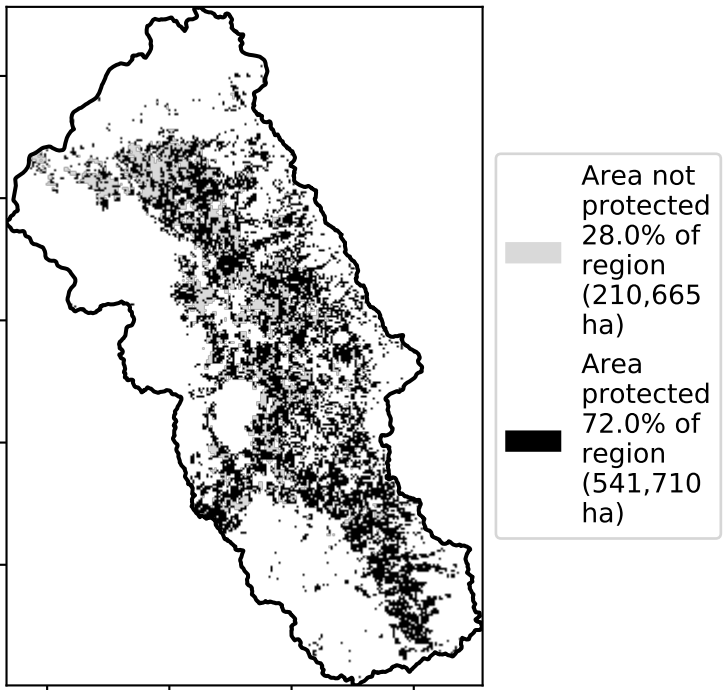 Area not
protected
28.0% of
region
(210,665
ha)
Area
protected
72.0% of
region
(541,710
ha)